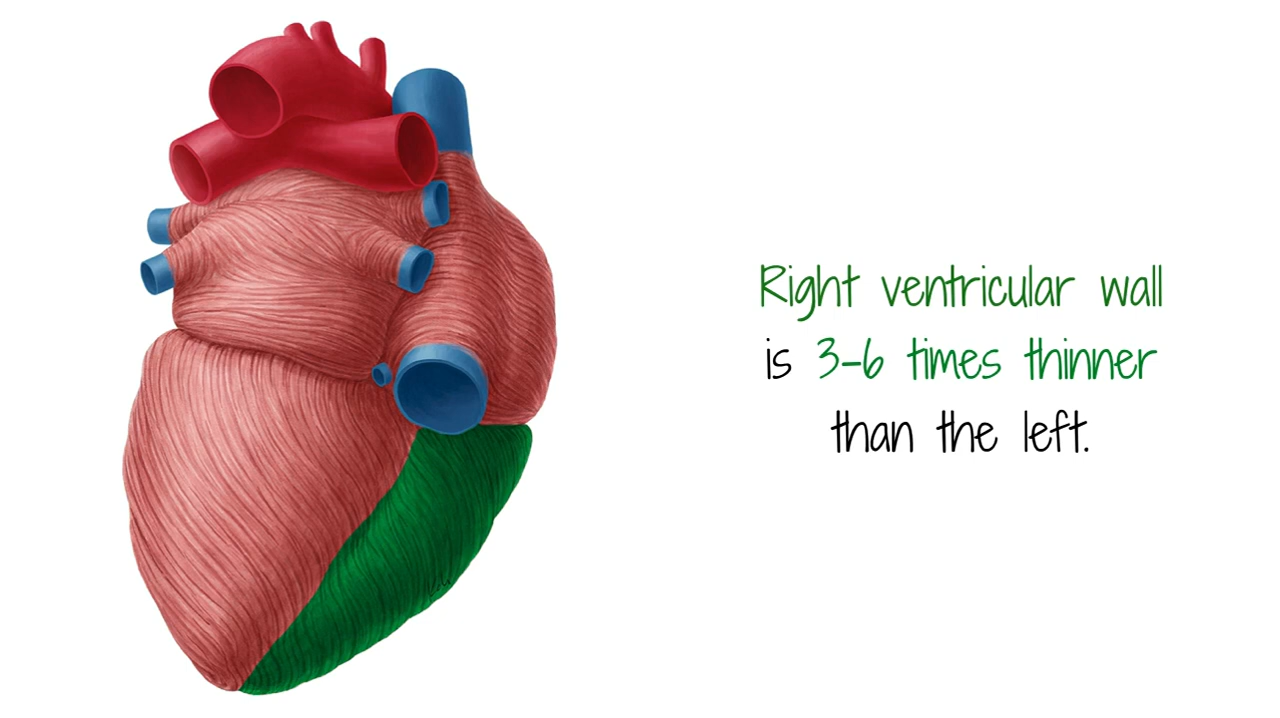 Right ventricular wall
is 3-6 times thinner
than the left.